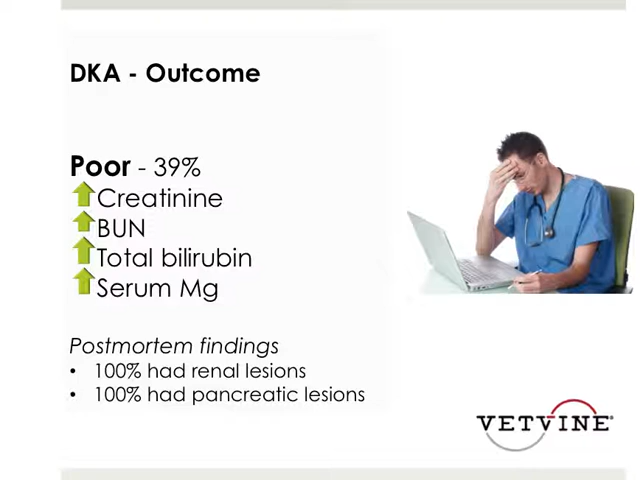 DKA - Outcome
Poor - 39%
Creatinine
BUN
Total bilirubin
Serum Mg
Postmortem findings
• 100% had renal lesions
• 100% had pancreatic lesions
VETVINE®